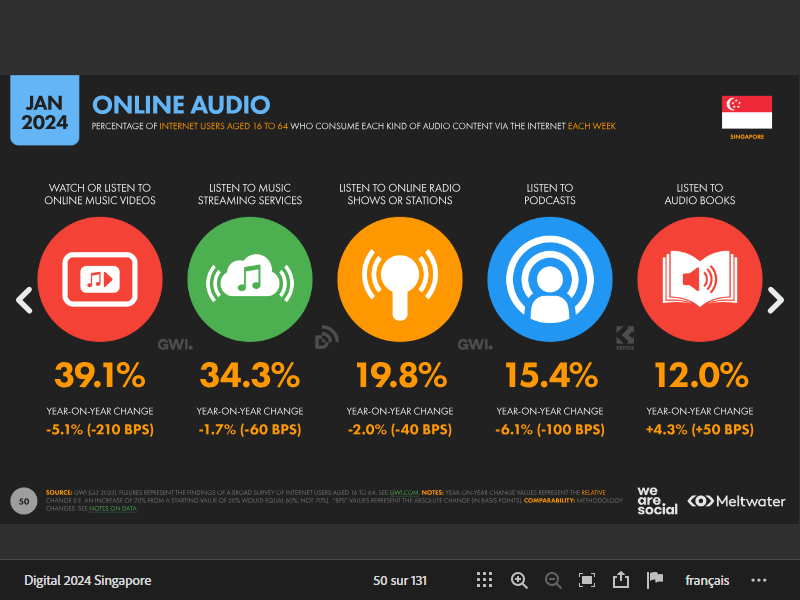 JAN
2024
ONLINE AUDIO
PERCENTAGE OF INTERNET USERS AGED 16 TO 64 WHO CONSUME EACH KIND OF AUDIO CONTENT VIA THE INTERNET EACH WEEK
SINGAPORE
WATCH OR LISTEN TO
ONLINE MUSIC VIDEOS
LISTEN TO MUSIC
STREAMING SERVICES
LISTEN TO ONLINE RADIO
SHOWS OR STATIONS
LISTEN TO
PODCASTS
LISTEN TO
AUDIO BOOKS
GWI.
GWI.
KEPIOS
39.1%
34.3%
19.8%
15.4%
12.0%
YEAR-ON-YEAR CHANGE
-5.1% (-210 BPS)
YEAR-ON-YEAR CHANGE
-1.7% (-60 BPS)
YEAR-ON-YEAR CHANGE
-2.0% (-40 BPS)
YEAR-ON-YEAR CHANGE
-6.1% (-100 BPS)
YEAR-ON-YEAR CHANGE
+4.3% (+50 BPS)
50
SOURCE: GWI (Q3 2023). FIGURES REPRESENT THE FINDINGS OF A BROAD SURVEY OF INTERNET USERS AGED 16 TO 64. SEE GWI.COM. NOTES: YEAR-ON-YEAR CHANGE VALUES REPRESENT THE RELATIVE
CHANGE (I.E. AN INCREASE OF 20% FROM A STARTING VALUE OF 50% WOULD EQUAL 60%, NOT 70%). "BPS" VALUES REPRESENT THE ABSOLUTE CHANGE (IN BASIS POINTS). COMPARABILITY: METHODOLOGY
CHANGES. SEE NOTES ON DATA.
we
are.
social
Meltwater
Digital 2024 Singapore
50 sur 131
français